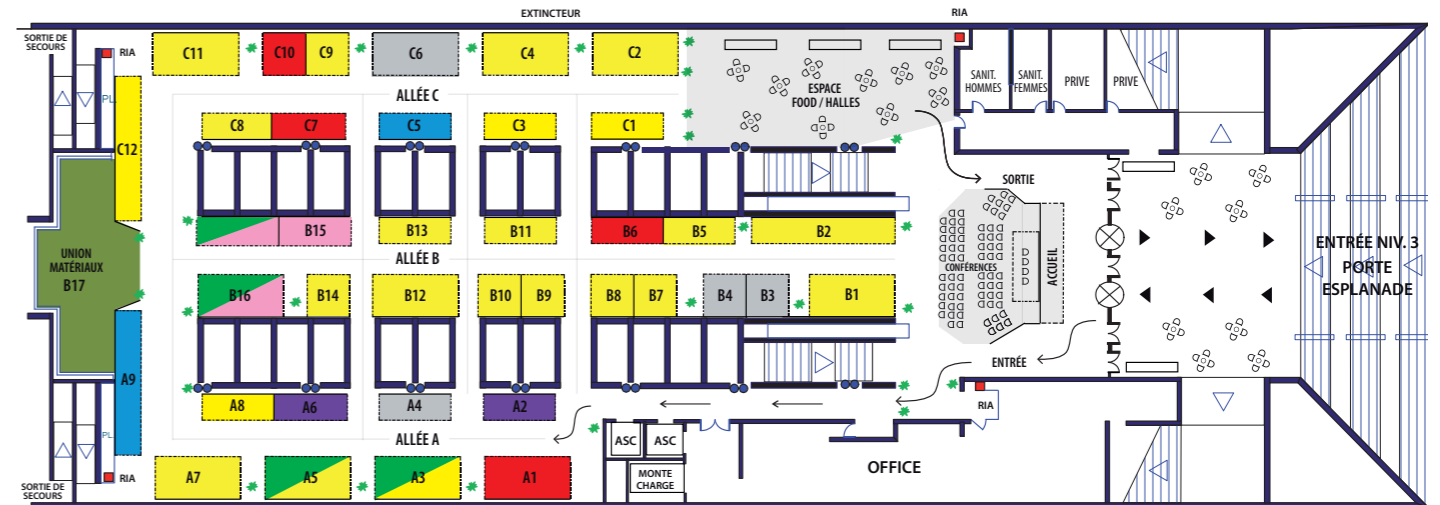 EXTINCTEUR
RIA
SORTIE DE
SECOURS
RIA
C11
C10
C9
C6
C4
C2
ESPACE
FOOD / HALLES
SANIT.
HOMMES
SANIT.
FEMMES
PRIVE
PRIVE
PL
ALLÉE C
C8
C7
C5
C3
C1
C12
SORTIE
B15
B13
B11
B6
B5
B2
UNION
MATÉRIAUX
B17
ALLÉE B
CONFÉRENCES
ACCUEIL
ENTRÉE NIV. 3
PORTE
ESPLANADE
B16
B14
B12
B10
B9
B8
B7
B4
B3
B1
ENTRÉE
A9
A8
A6
A4
A2
RIA
PL
ALLÉE A
ASC
ASC
OFFICE
MONTE
CHARGE
A7
A5
A3
A1
RIA
SORTIE DE
SECOURS